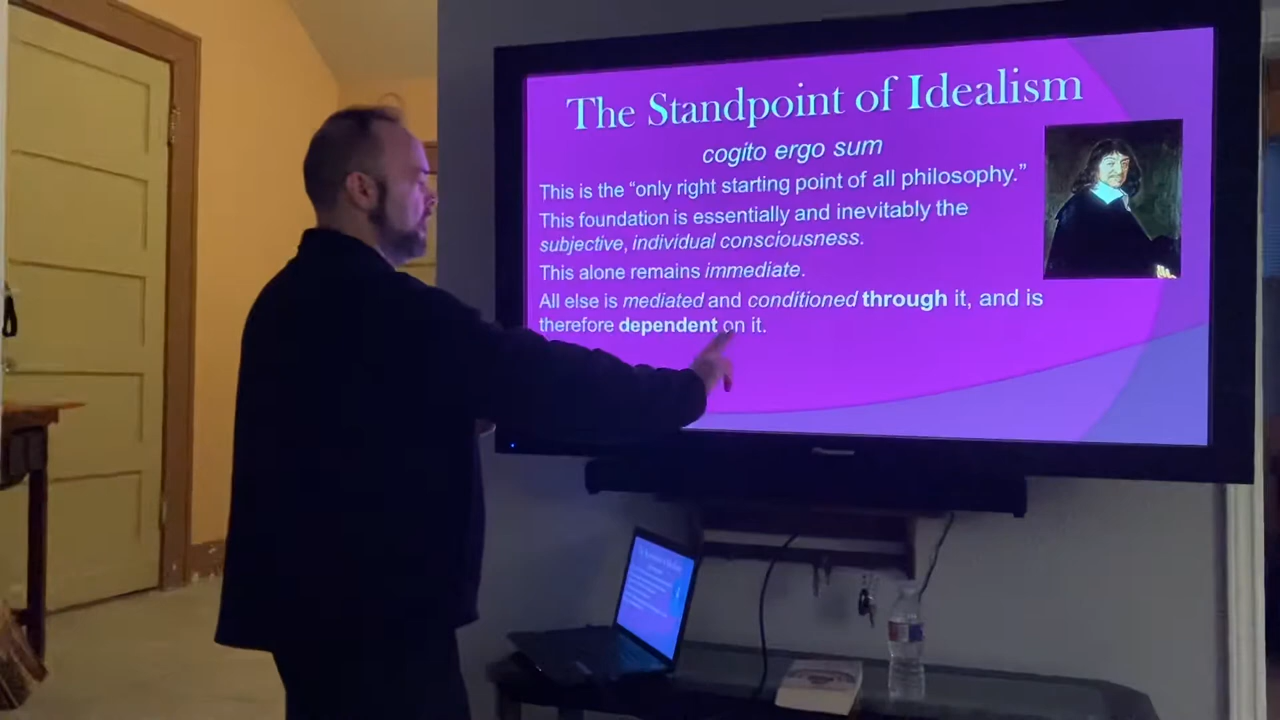 The Standpoint of Idealism
cogito ergo sum
This is the “only right starting point of all philosophy.”
This foundation is essentially and inevitably the
subjective, individual consciousness.
This alone remains immediate.
All else is mediated and conditioned through it, and is
therefore dependent on it.